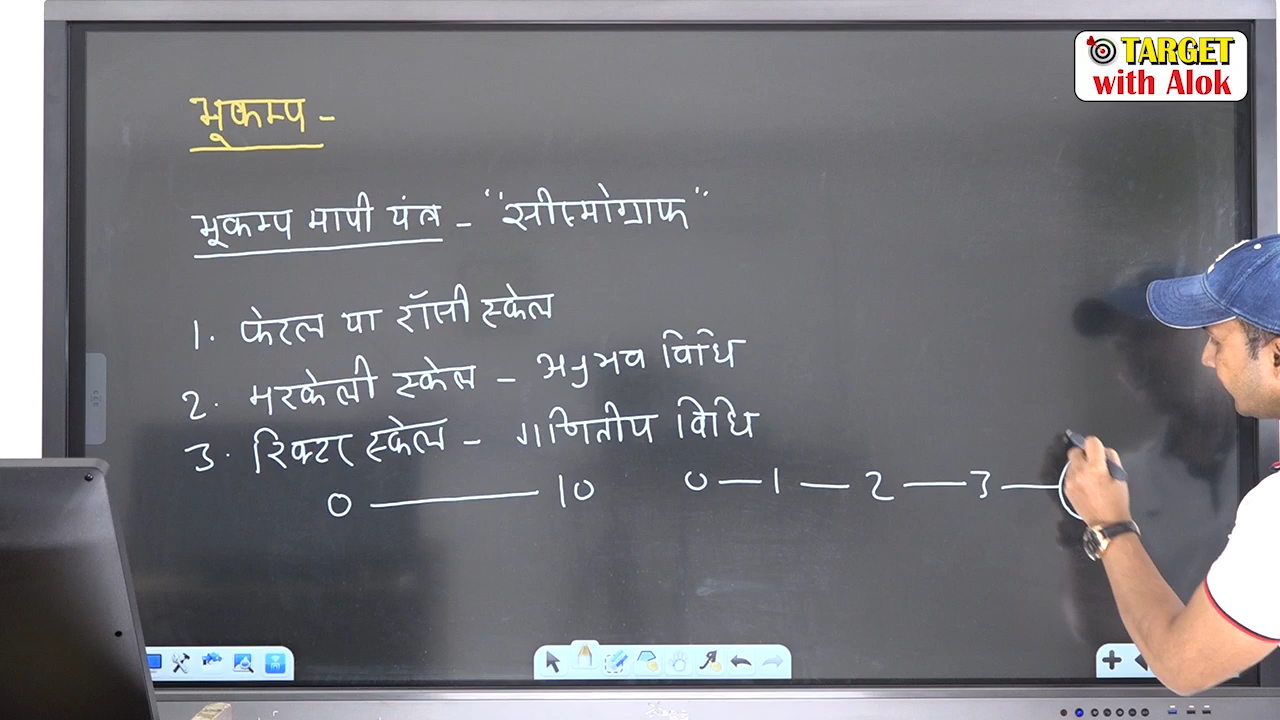 TARGET
with Alok
भूकम्प -
भूकम्प मापी यंत्र - "सीस्मोग्राफ"
1. फेरल या रॉसी स्केल
2. मरकेली स्केल - अनुभव विधि
3. रिक्टर स्केल - गणितीय विधि
0 — 10 0 — 1 — 2 — 3 —